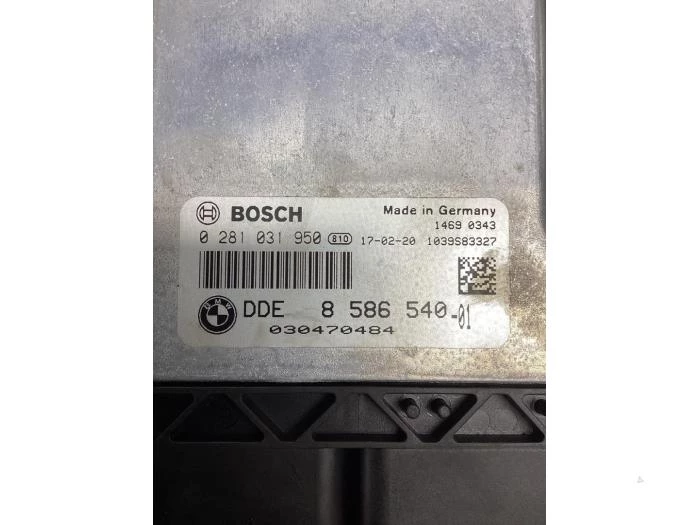 BOSCH Made in Germany
1469 0343
0 281 031 950 810 17-02-20 1039S83327
BMW DDE 8 586 540-01
030470484